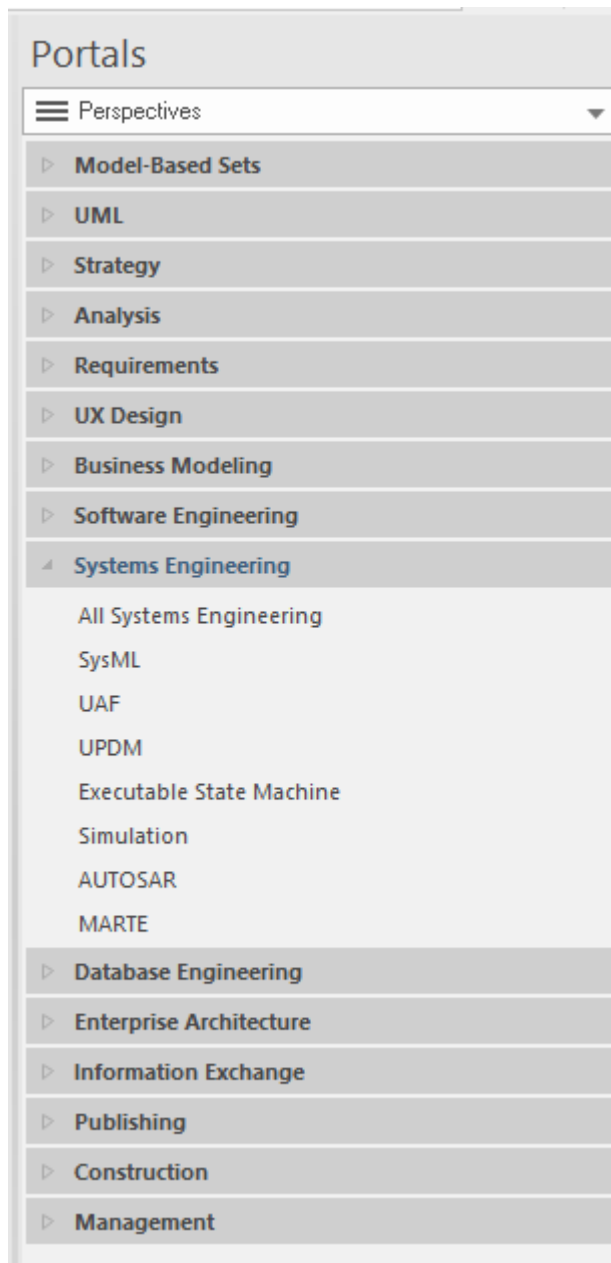 Portals
Perspectives
Model-Based Sets
UML
Strategy
Analysis
Requirements
UX Design
Business Modeling
Software Engineering
Systems Engineering
All Systems Engineering
SysML
UAF
UPDM
Executable State Machine
Simulation
AUTOSAR
MARTE
Database Engineering
Enterprise Architecture
Information Exchange
Publishing
Construction
Management